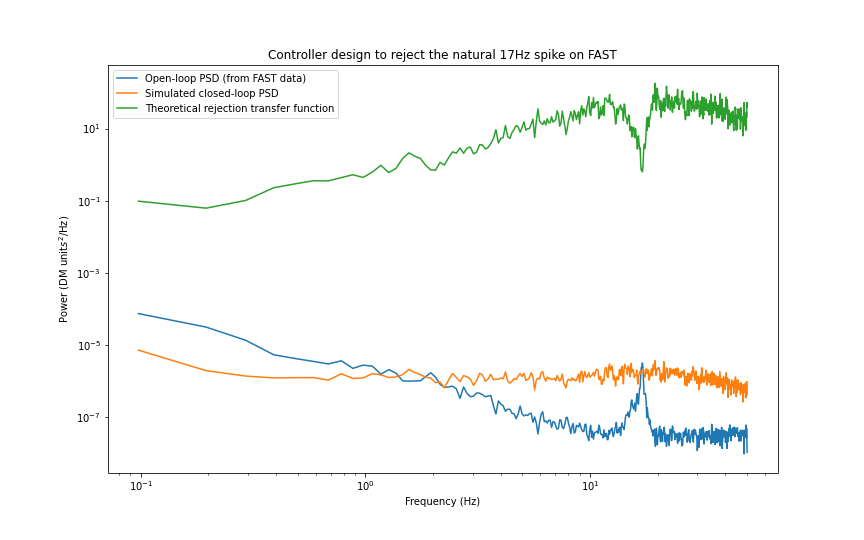 Controller design to reject the natural 17Hz spike on FAST
Open-loop PSD (from FAST data)
Simulated closed-loop PSD
Theoretical rejection transfer function
10¹
10⁻¹
10⁻³
10⁻⁵
10⁻⁷
Power (DM units²/Hz)
10⁻¹ 10⁰ 10¹
Frequency (Hz)